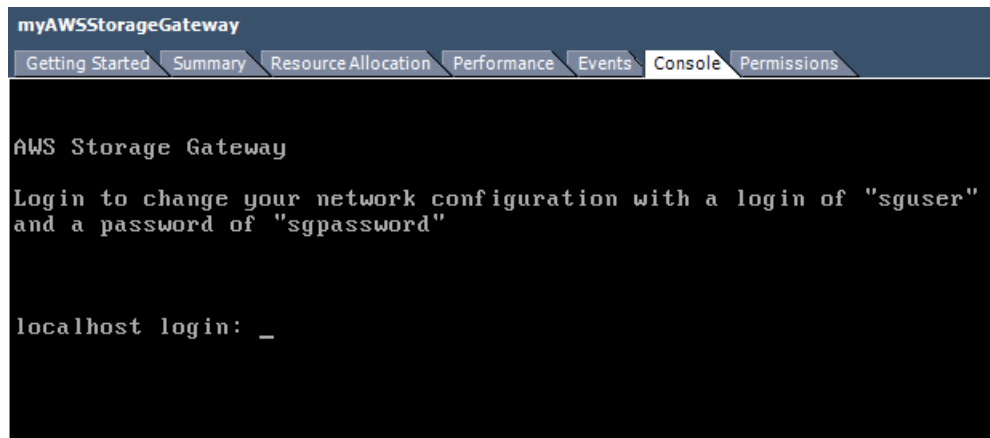 myAWSStorageGateway
Getting Started Summary Resource Allocation Performance Events Console Permissions
AWS Storage Gateway
Login to change your network configuration with a login of "sguser"
and a password of "sgpassword"
localhost login: _